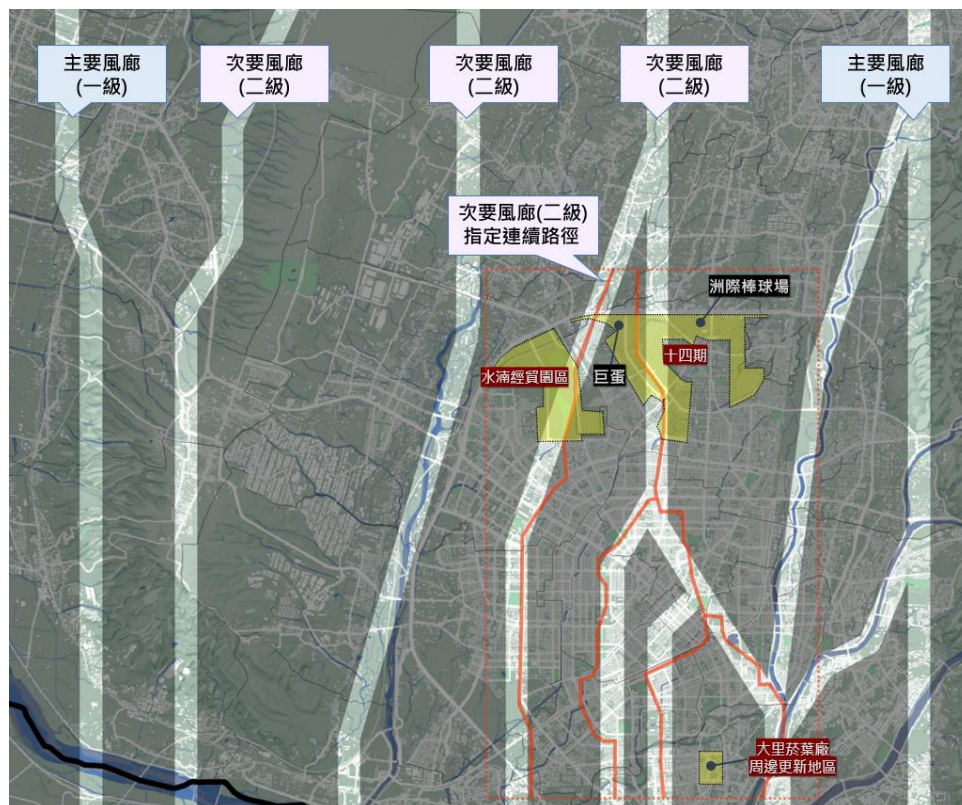 主要風廊
(一級)
次要風廊
(二級)
次要風廊
(二級)
次要風廊
(二級)
主要風廊
(一級)
次要風廊(二級)
指定連續路徑
洲際棒球場
水湳經貿園區
巨蛋
十四期
大里菸葉廠
周邊更新地區